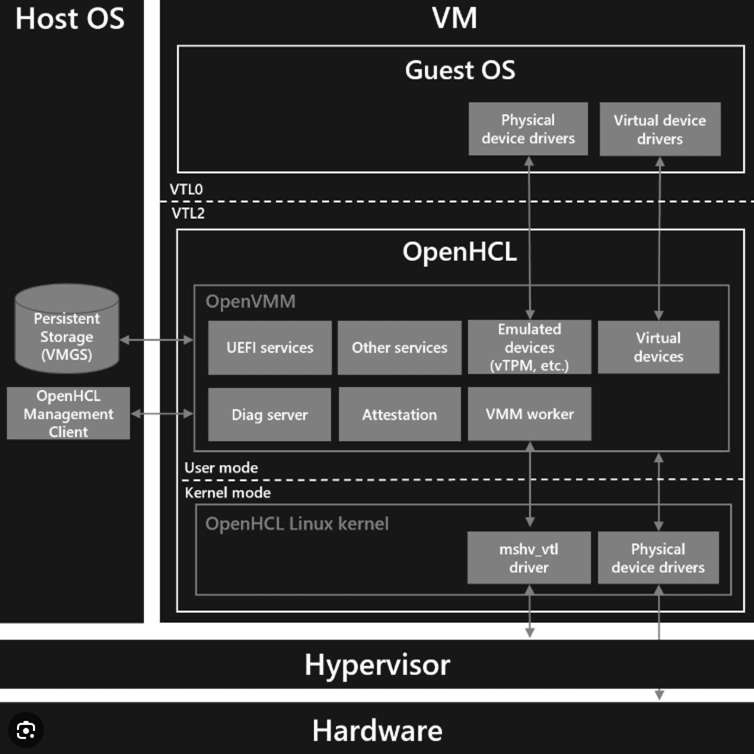 Host OS
VM
Guest OS
Physical
device drivers
Virtual device
drivers
VTL0
VTL2
OpenHCL
OpenVMM
Persistent
Storage
(VMGS)
UEFI services
Other services
Emulated
devices
(vTPM, etc.)
Virtual
devices
OpenHCL
Management
Client
Diag server
Attestation
VMM worker
User mode
Kernel mode
OpenHCL Linux kernel
mshv_vtl
driver
Physical
device drivers
Hypervisor
Hardware